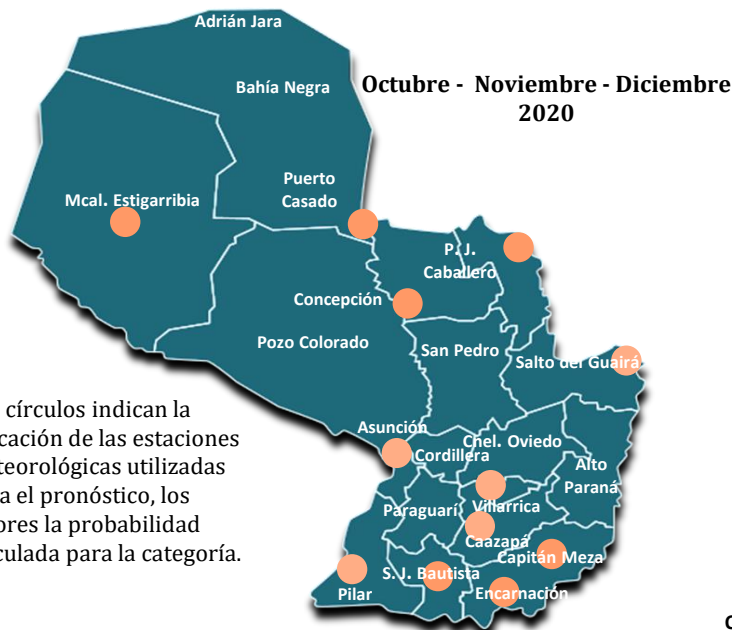 Adrián Jara
Octubre - Noviembre - Diciembre
2020
Bahía Negra
Puerto
Casado
Mcal. Estigarribia
P. J.
Caballero
Concepción
Pozo Colorado
San Pedro
Salto del Guairá
círculos indican la
cación de las estaciones
teorológicas utilizadas
a el pronóstico, los
ores la probabilidad
culada para la categoría.
Asunción
Cordillera
Chel. Oviedo
Alto
Paraná
Paraguarí
Villarrica
Caazapá
Capitán Meza
S. J. Bautista
Pilar
Encarnación